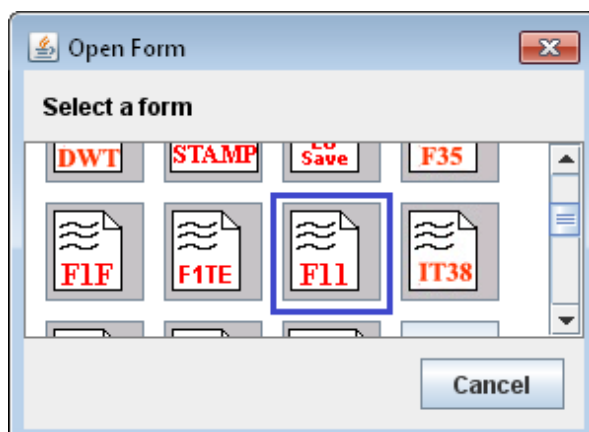 Open Form
Select a form
DWT STAMP Save F35
F1F F1TE F11 IT38
Cancel